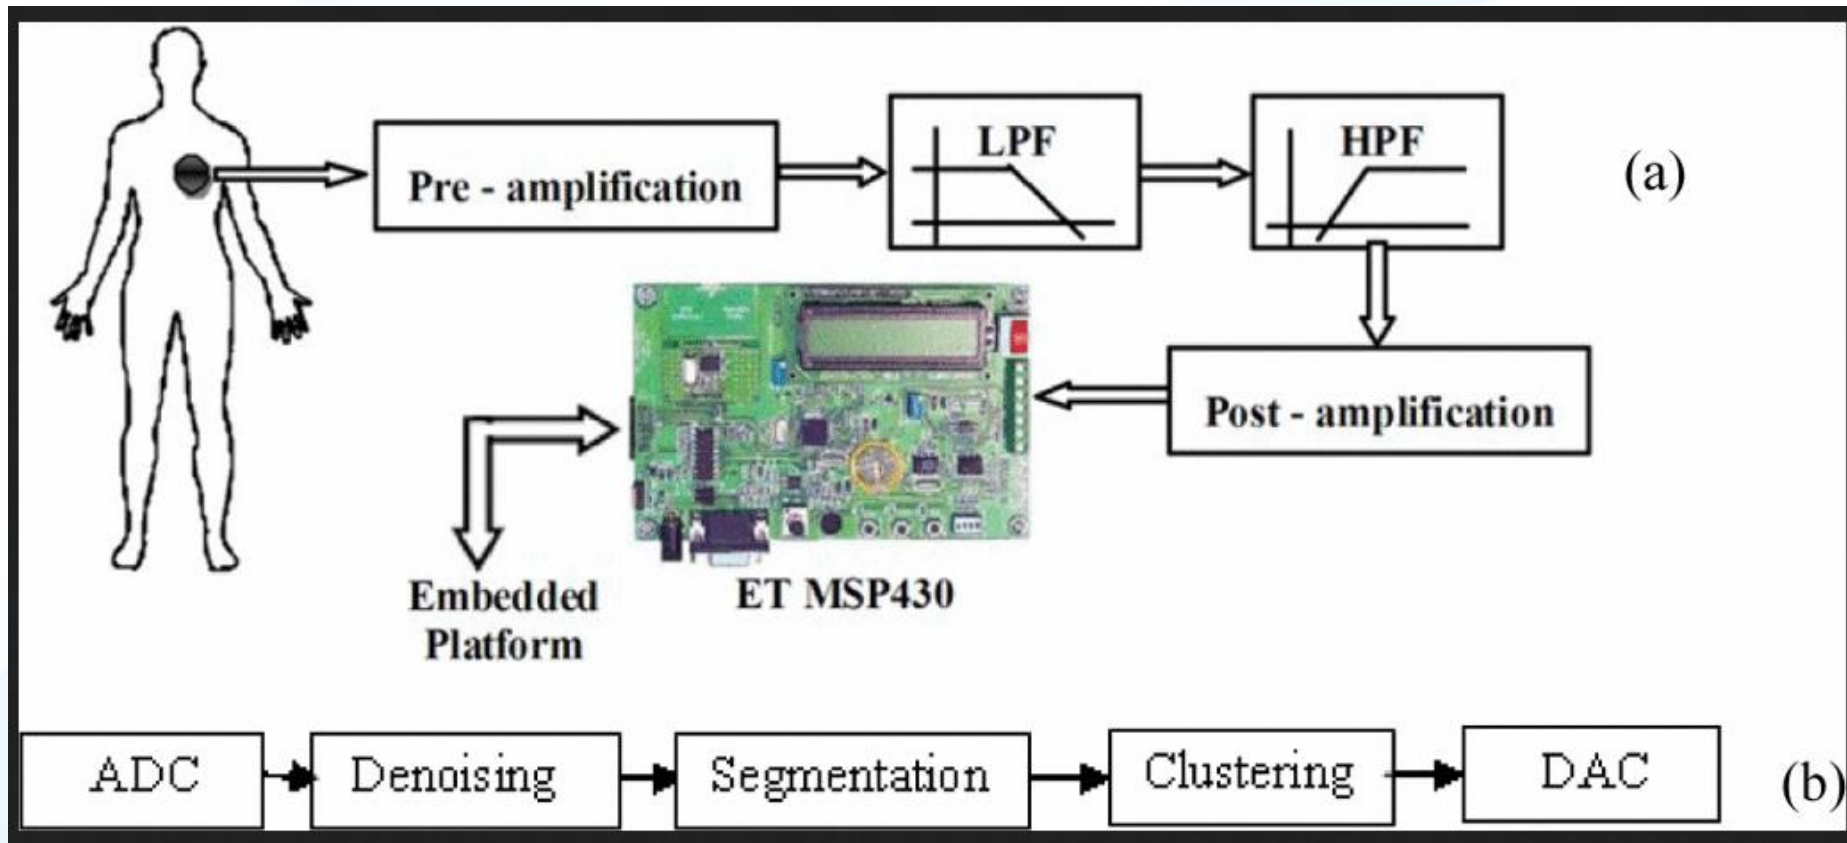 LPF
HPF
(a)
Pre - amplification
Post - amplification
Embedded
Platform
ET MSP430
ADC
Denoising
Segmentation
Clustering
DAC
(b)